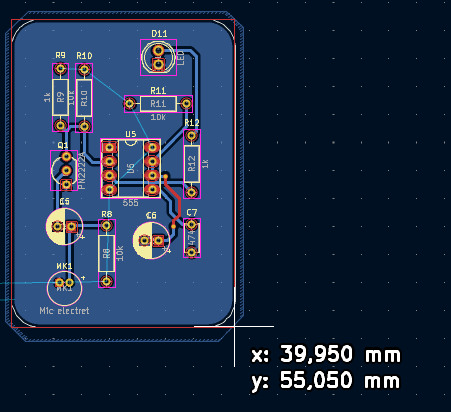 D11
LED
R9
R10
1k
R9
10k
R10
R11
R11
10k
R12
R12
1k
U5
U6
555
Q1
PN2222A
C5
R8
R8
10k
C6
C7
474
MK1
MK1
Mic electret
x: 39,950 mm
y: 55,050 mm